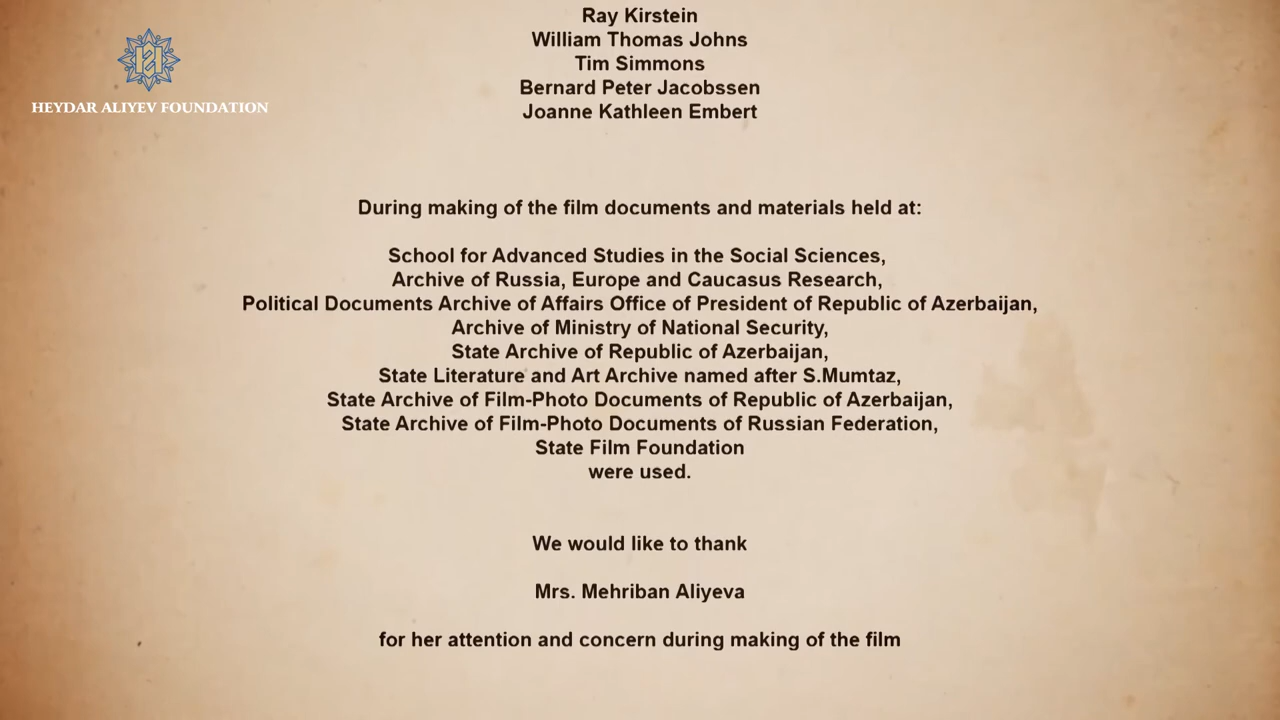 Ray Kirstein
William Thomas Johns
Tim Simmons
Bernard Peter Jacobssen
Joanne Kathleen Embert
HEYDAR ALIYEV FOUNDATION
During making of the film documents and materials held at:
School for Advanced Studies in the Social Sciences,
Archive of Russia, Europe and Caucasus Research,
Political Documents Archive of Affairs Office of President of Republic of Azerbaijan,
Archive of Ministry of National Security,
State Archive of Republic of Azerbaijan,
State Literature and Art Archive named after S.Mumtaz,
State Archive of Film-Photo Documents of Republic of Azerbaijan,
State Archive of Film-Photo Documents of Russian Federation,
State Film Foundation
were used.
We would like to thank
Mrs. Mehriban Aliyeva
for her attention and concern during making of the film